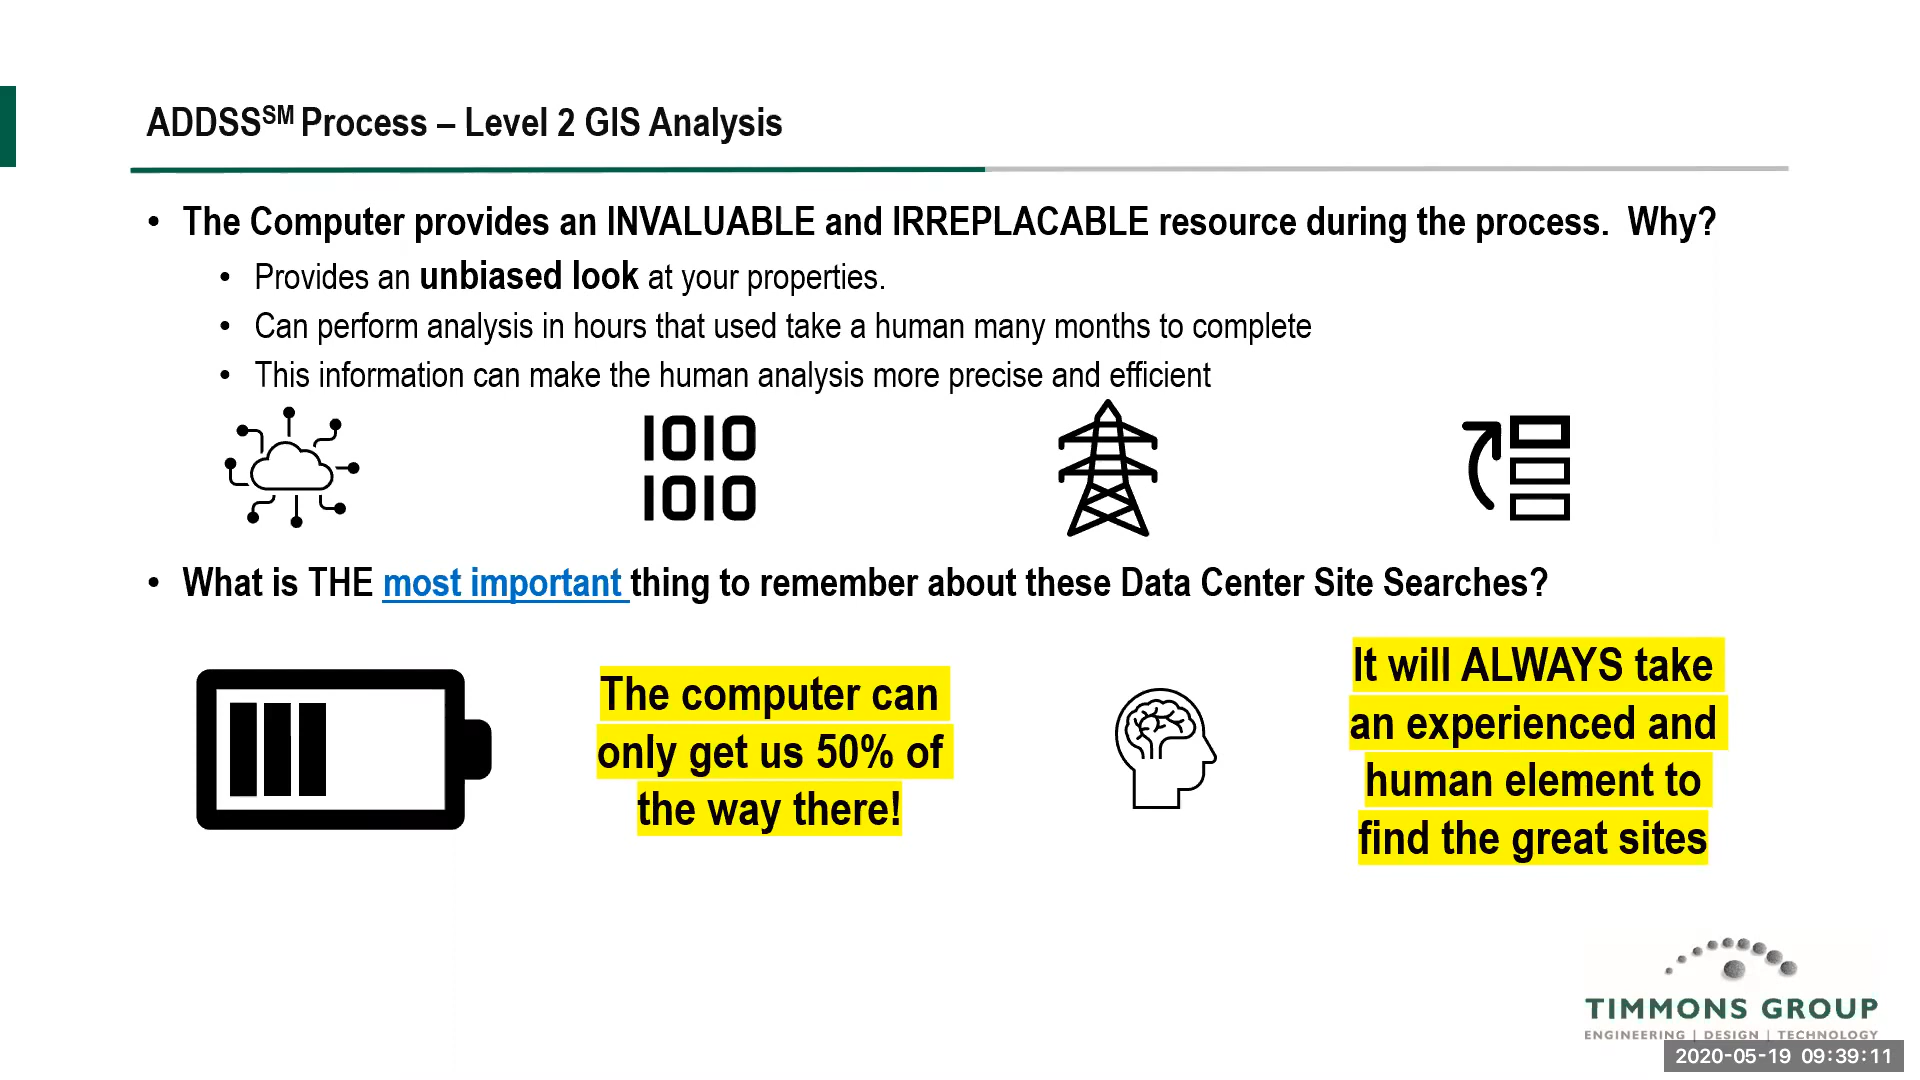 ADDSSSM Process – Level 2 GIS Analysis
• The Computer provides an INVALUABLE and IRREPLACABLE resource during the process.  Why?
• Provides an unbiased look at your properties.
• Can perform analysis in hours that used take a human many months to complete
• This information can make the human analysis more precise and efficient
1010
1010
• What is THE most important thing to remember about these Data Center Site Searches?
The computer can
only get us 50% of
the way there!
It will ALWAYS take
an experienced and
human element to
find the great sites
TIMMONS GROUP
ENGINEERING | DESIGN | TECHNOLOGY
2020-05-19 09:39:11